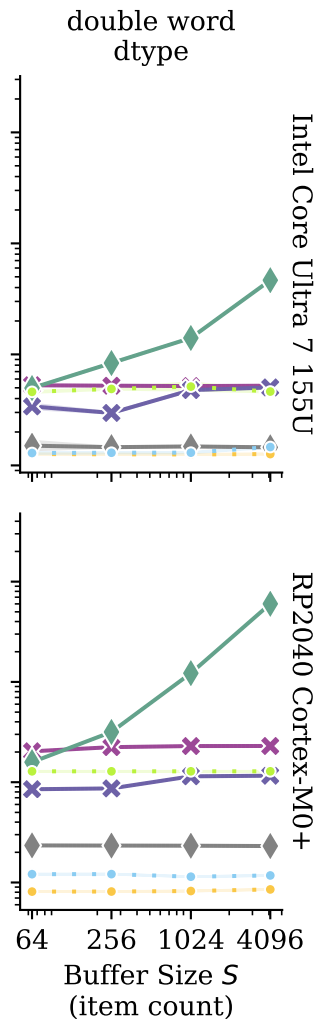 double word
dtype
Intel Core Ultra 7 155U
RP2040 Cortex-M0+
64 256 1024 4096
Buffer Size S
(item count)